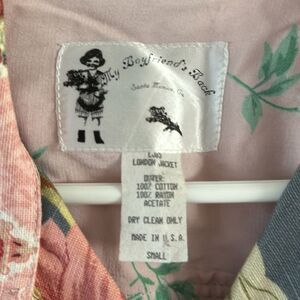 My Boyfriend's Back
Santa Monica, Ca.
LONDON JACKET
OUTER:
100% COTTON
100% RAYON
ACETATE
DRY CLEAN ONLY
MADE IN U.S.A.
SMALL